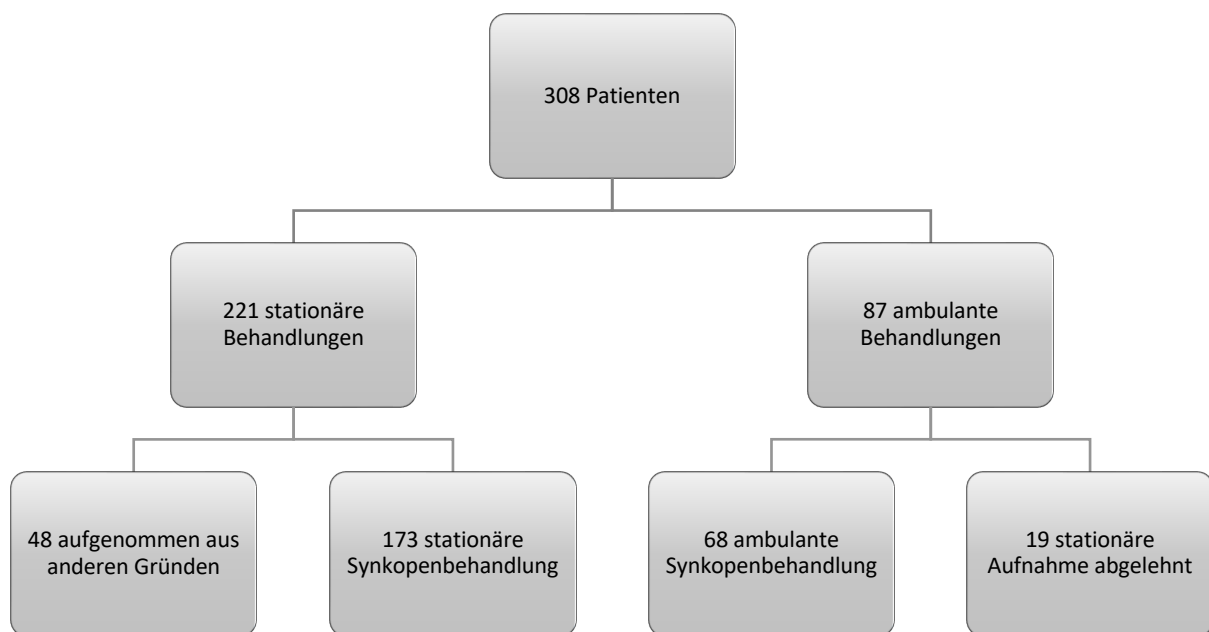 308 Patienten
221 stationäre
Behandlungen
87 ambulante
Behandlungen
48 aufgenommen aus
anderen Gründen
173 stationäre
Synkopenbehandlung
68 ambulante
Synkopenbehandlung
19 stationäre
Aufnahme abgelehnt